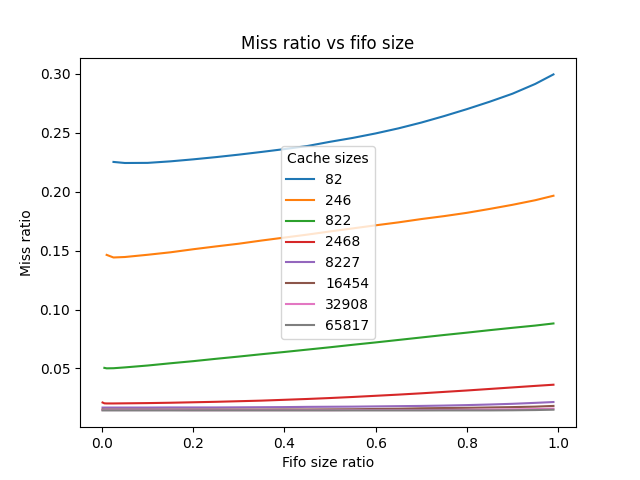 Miss ratio vs fifo size
0.30
0.25
0.20
0.15
0.10
0.05
Miss ratio
Cache sizes
82
246
822
2468
8227
16454
32908
65817
0.0 0.2 0.4 0.6 0.8 1.0
Fifo size ratio